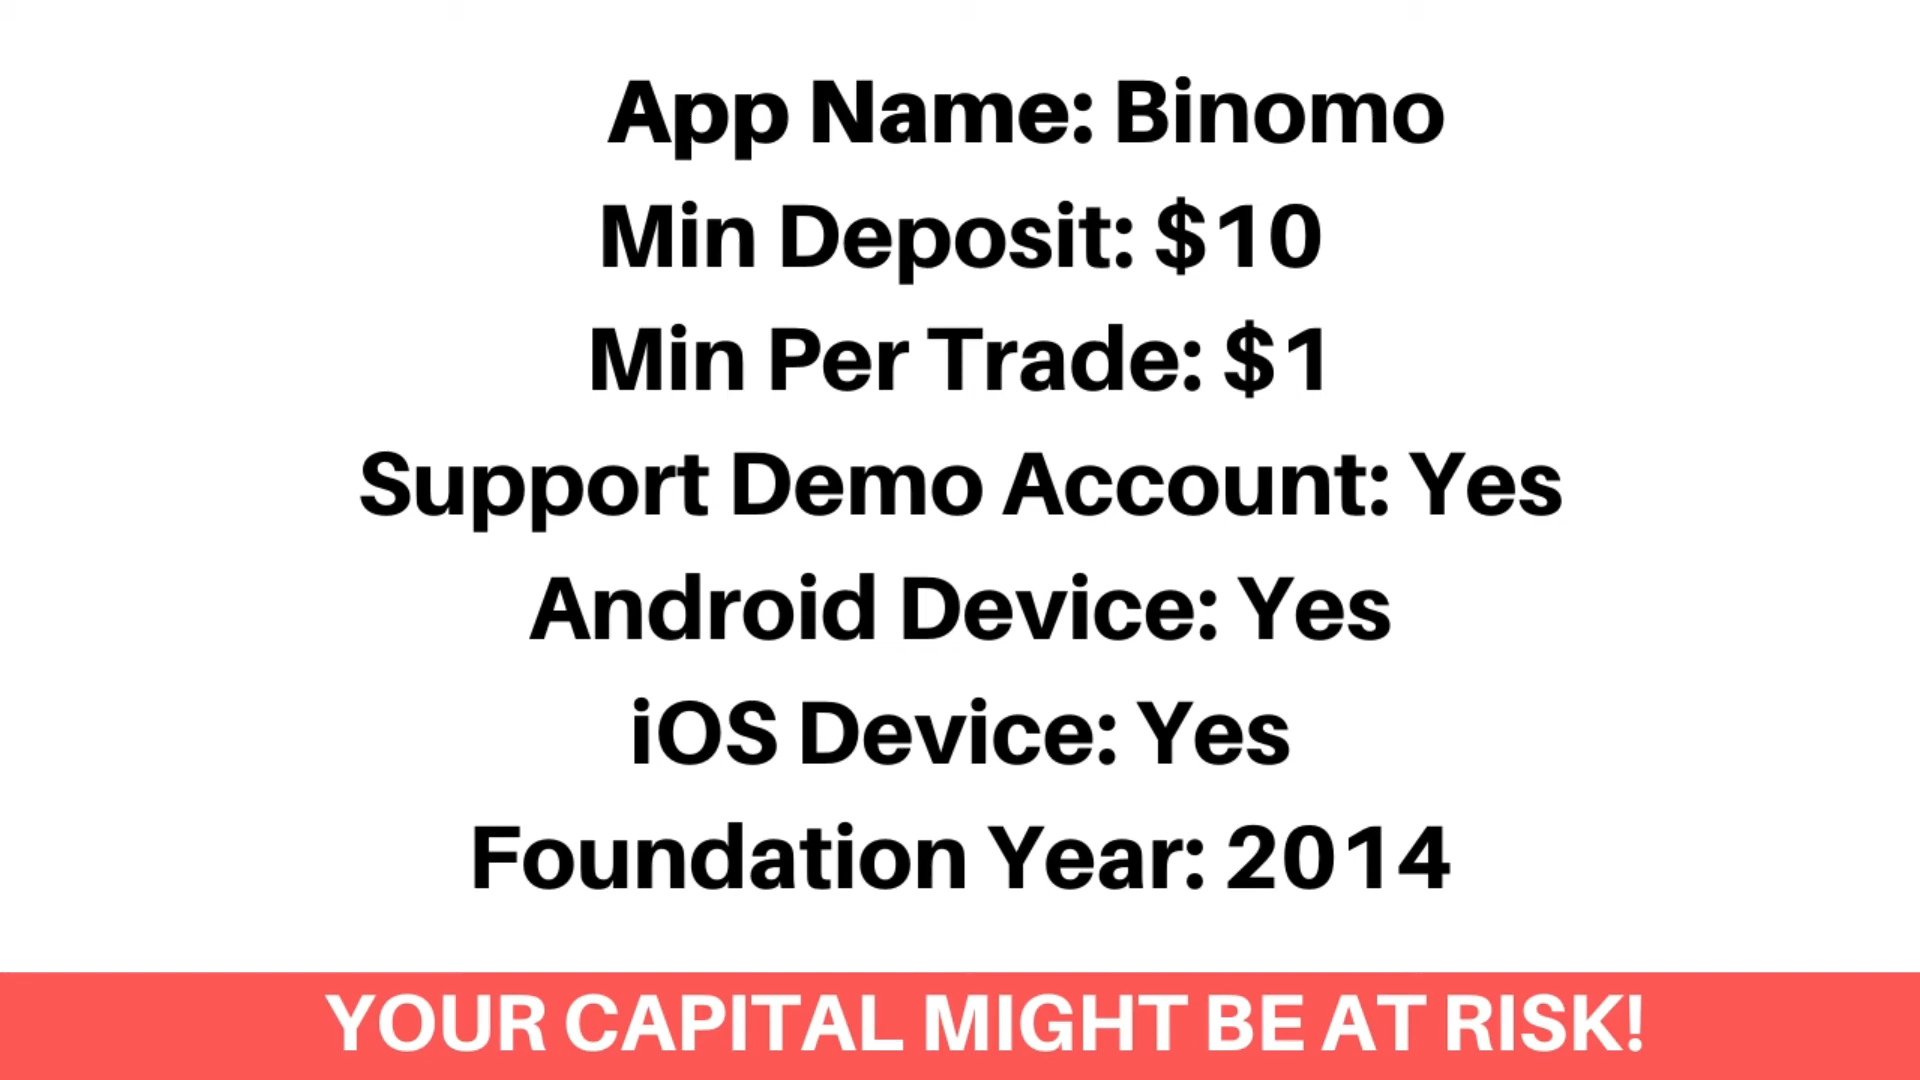 App Name: Binomo
Min Deposit: $10
Min Per Trade: $1
Support Demo Account: Yes
Android Device: Yes
iOS Device: Yes
Foundation Year: 2014
YOUR CAPITAL MIGHT BE AT RISK!